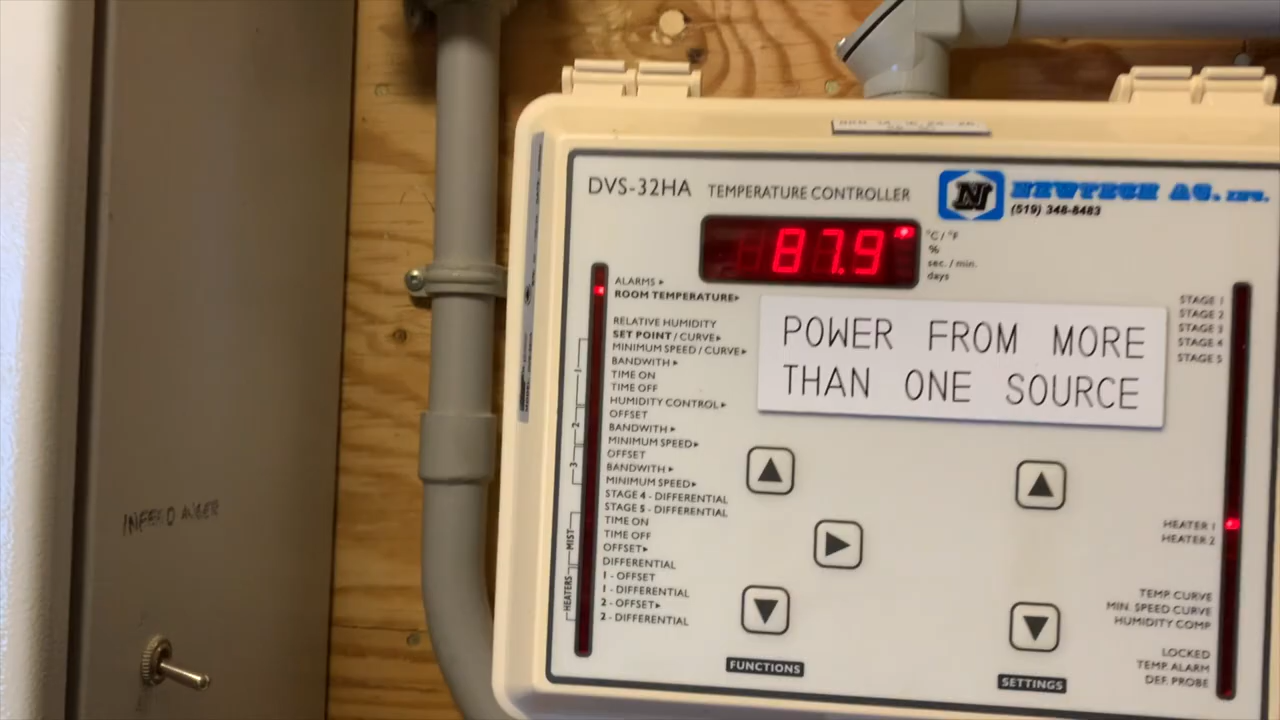 DVS-32HA TEMPERATURE CONTROLLER
N NEWTECH AG. INC.
(519) 348-8483
87.9
°C / °F
%
sec. / min.
days
ALARMS
ROOM TEMPERATURE
RELATIVE HUMIDITY
SET POINT / CURVE
MINIMUM SPEED / CURVE
BANDWITH
TIME ON
TIME OFF
HUMIDITY CONTROL
OFFSET
BANDWITH
MINIMUM SPEED
OFFSET
BANDWITH
MINIMUM SPEED
STAGE 4 - DIFFERENTIAL
STAGE 5 - DIFFERENTIAL
TIME ON
TIME OFF
OFFSET
DIFFERENTIAL
1 - OFFSET
1 - DIFFERENTIAL
2 - OFFSET
2 - DIFFERENTIAL
1
2
3
MIST
HEATERS
POWER FROM MORE
THAN ONE SOURCE
FUNCTIONS
SETTINGS
STAGE 1
STAGE 2
STAGE 3
STAGE 4
STAGE 5
HEATER 1
HEATER 2
TEMP. CURVE
MIN. SPEED CURVE
HUMIDITY COMP
LOCKED
TEMP. ALARM
DEF. PROBE
INFEED AUGER